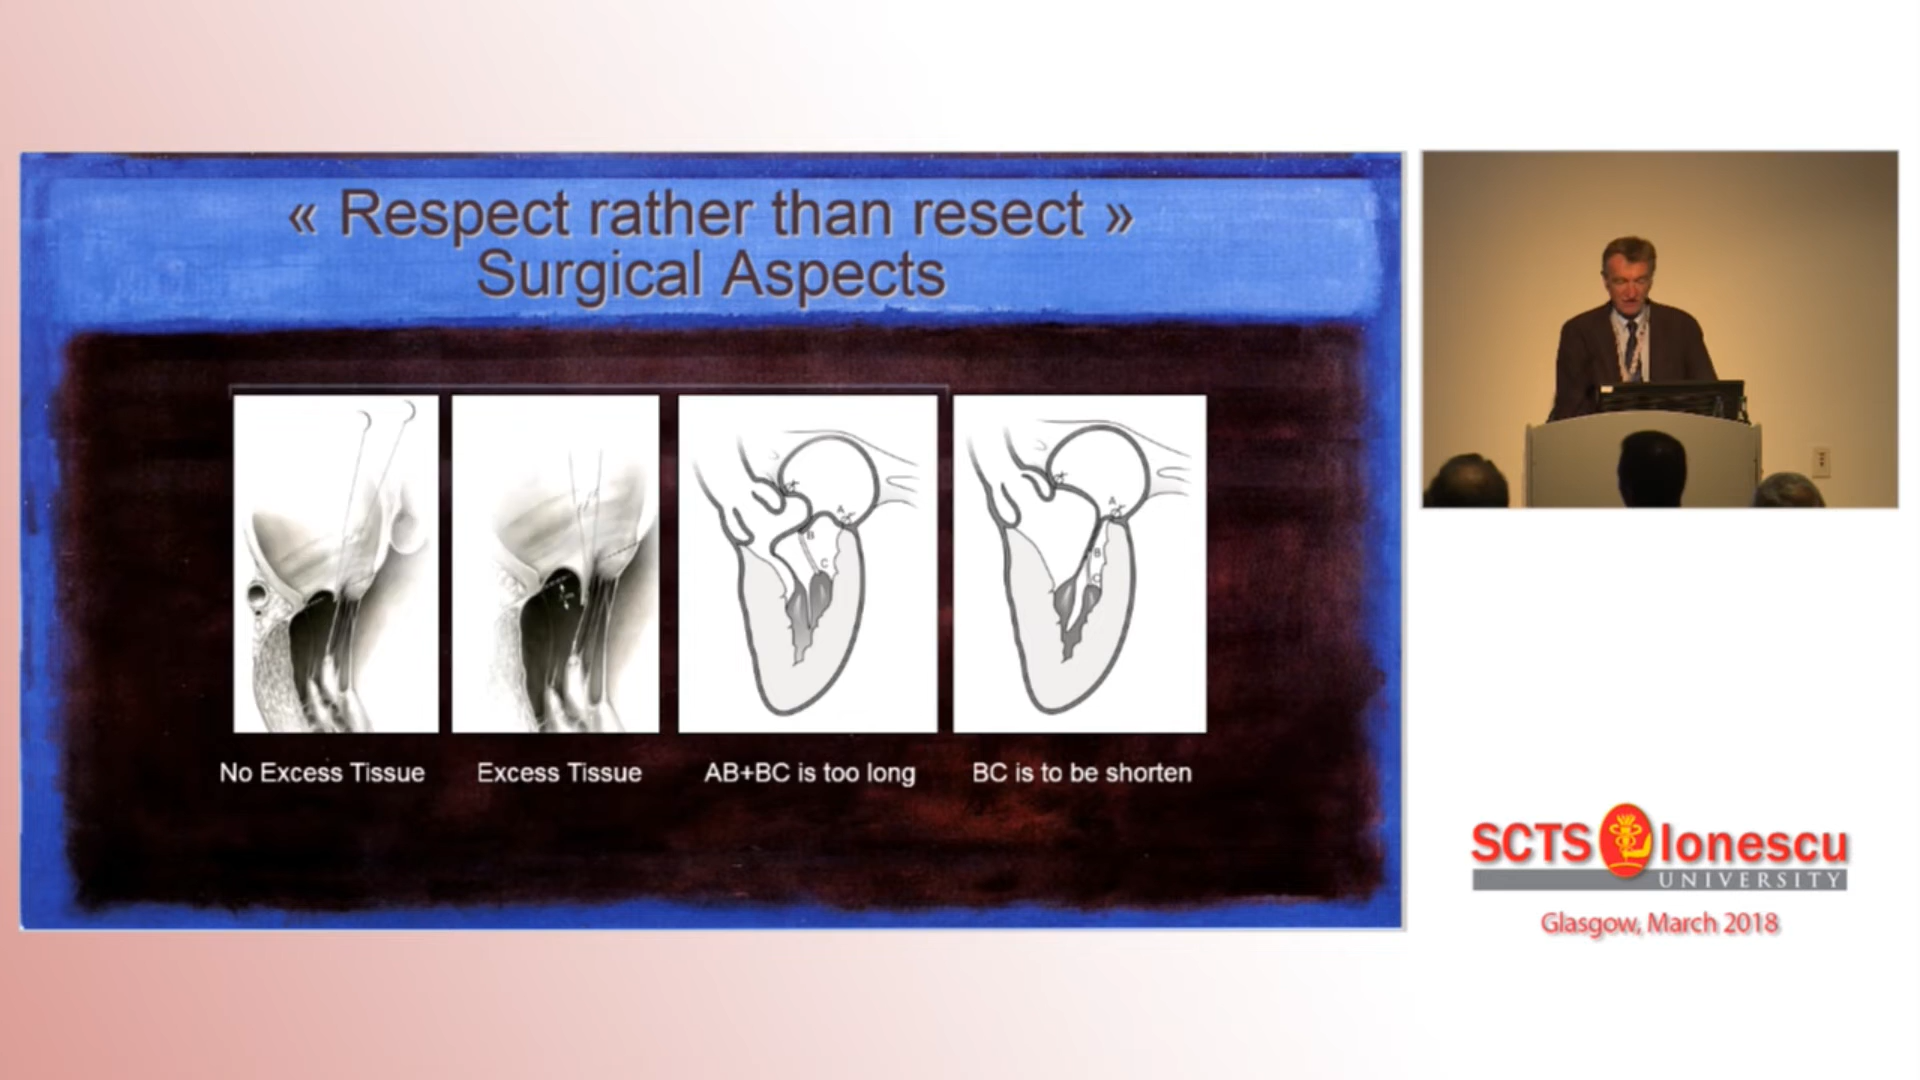 « Respect rather than resect »
Surgical Aspects
A
B
C
A
B
C
No Excess Tissue
Excess Tissue
AB+BC is too long
BC is to be shorten
SCTS Ionescu
UNIVERSITY
Glasgow, March 2018